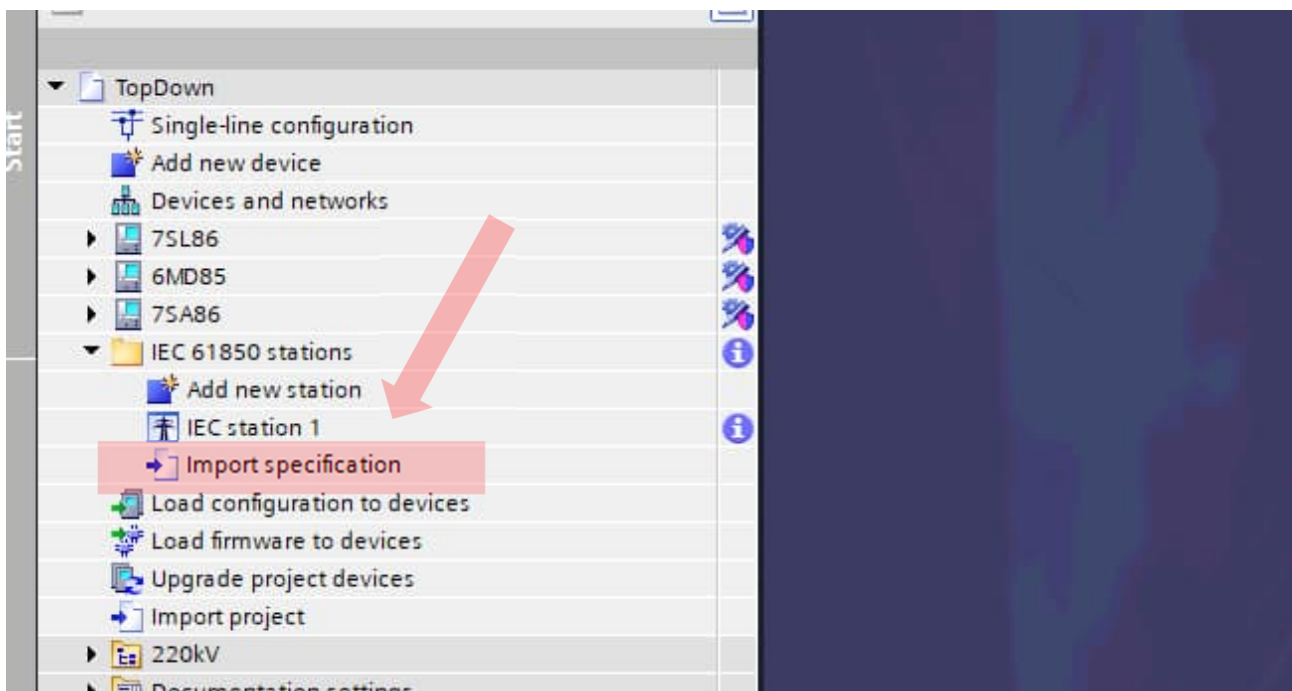 Start
TopDown
Single-line configuration
Add new device
Devices and networks
7SL86
6MD85
7SA86
IEC 61850 stations
Add new station
IEC station 1
Import specification
Load configuration to devices
Load firmware to devices
Upgrade project devices
Import project
220kV
Documentation settings